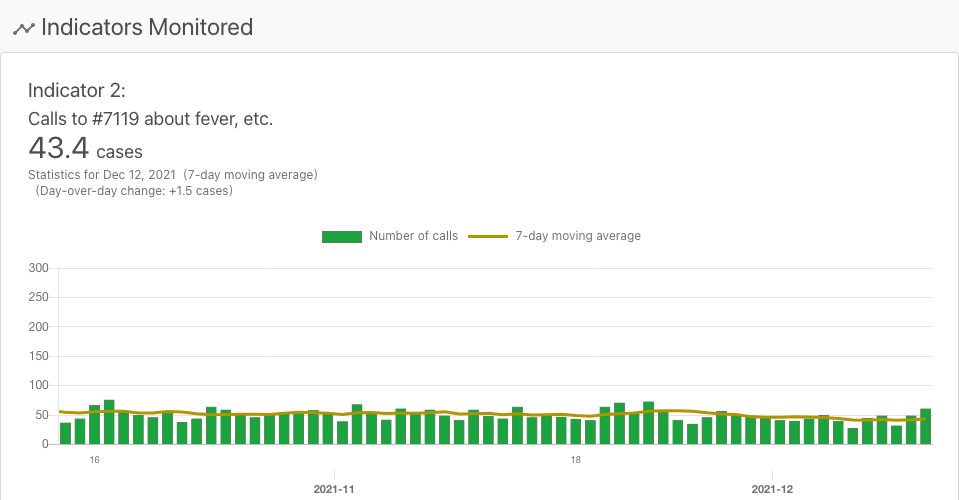 Indicators Monitored
Indicator 2:
Calls to #7119 about fever, etc.
43.4 cases
Statistics for Dec 12, 2021 (7-day moving average)
(Day-over-day change: +1.5 cases)
Number of calls 7-day moving average
300
250
200
150
100
50
0
16 18
2021-11 2021-12